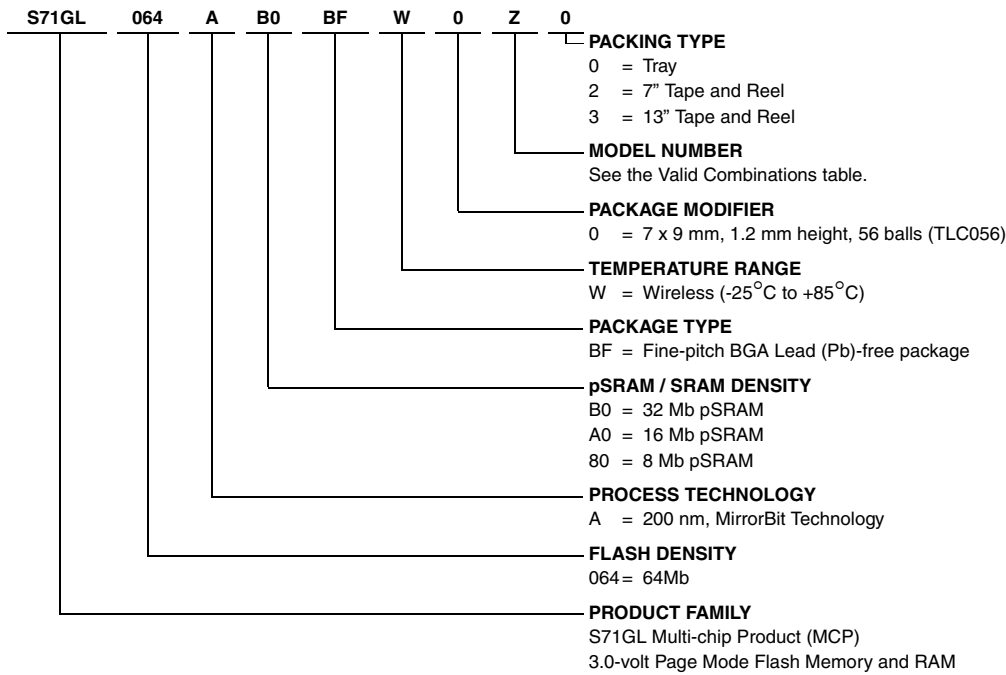 S71GL 064 A B0 BF W 0 Z 0
PACKING TYPE
0 = Tray
2 = 7” Tape and Reel
3 = 13” Tape and Reel
MODEL NUMBER
See the Valid Combinations table.
PACKAGE MODIFIER
0 = 7 x 9 mm, 1.2 mm height, 56 balls (TLC056)
TEMPERATURE RANGE
W = Wireless (-25°C to +85°C)
PACKAGE TYPE
BF = Fine-pitch BGA Lead (Pb)-free package
pSRAM / SRAM DENSITY
B0 = 32 Mb pSRAM
A0 = 16 Mb pSRAM
80 = 8 Mb pSRAM
PROCESS TECHNOLOGY
A = 200 nm, MirrorBit Technology
FLASH DENSITY
064 = 64Mb
PRODUCT FAMILY
S71GL Multi-chip Product (MCP)
3.0-volt Page Mode Flash Memory and RAM